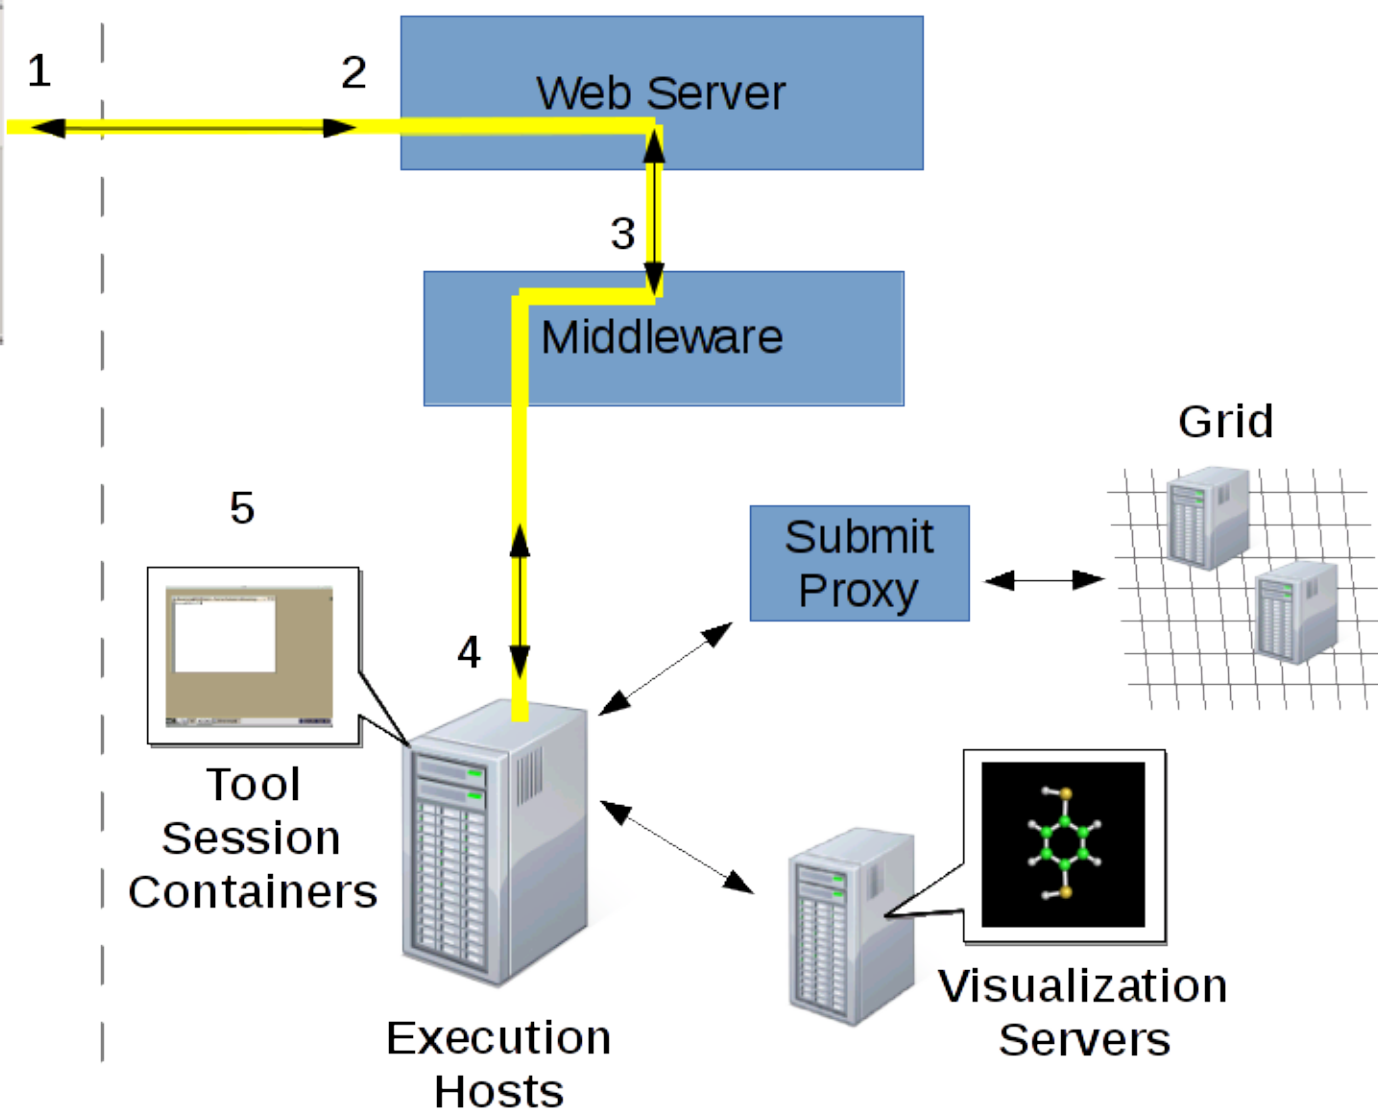 1
2
Web Server
3
Middleware
Grid
5
Submit
Proxy
4
Tool
Session
Containers
Visualization
Servers
Execution
Hosts